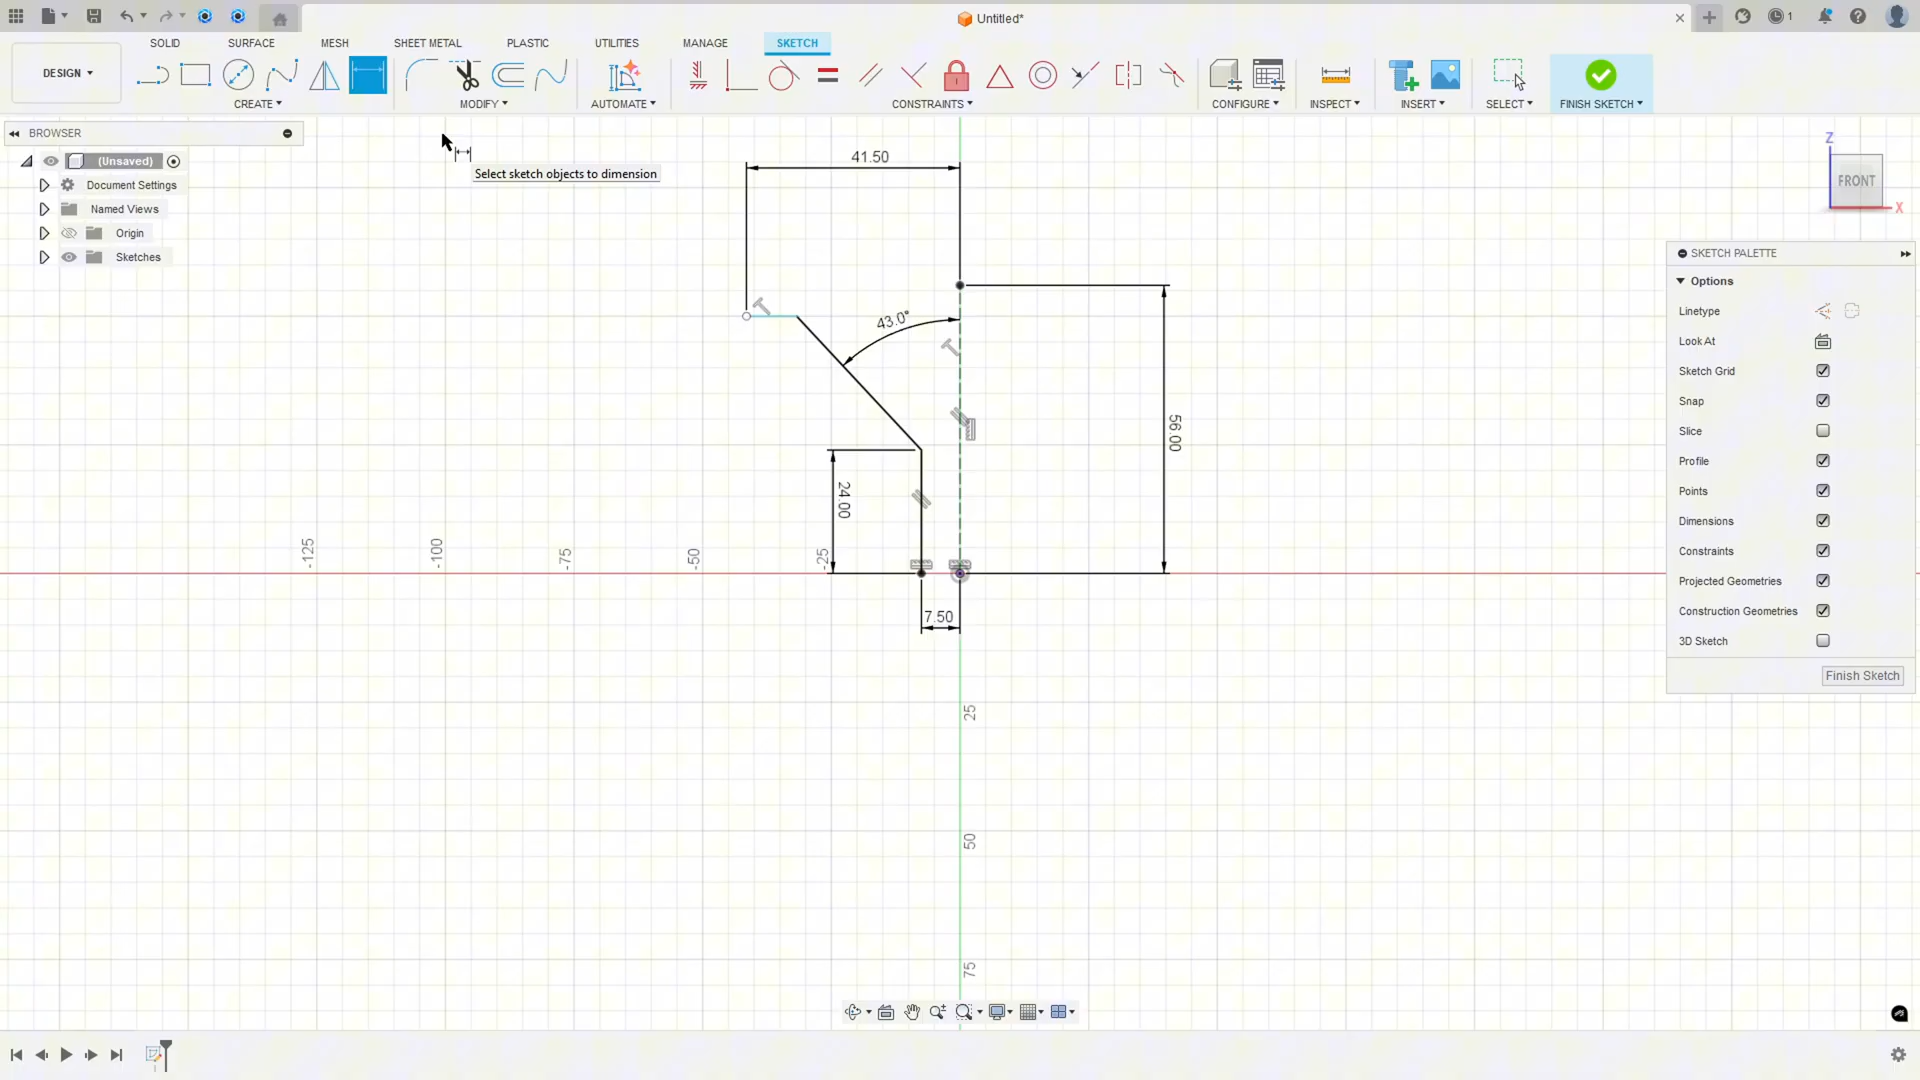 Untitled*
1
DESIGN
SOLID SURFACE MESH SHEET METAL PLASTIC UTILITIES MANAGE SKETCH
CREATE MODIFY AUTOMATE CONSTRAINTS CONFIGURE INSPECT INSERT SELECT FINISH SKETCH
BROWSER
(Unsaved)
Document Settings
Named Views
Origin
Sketches
Select sketch objects to dimension
41.50
43.0°
56.00
24.00
7.50
-125
-100
-75
-50
-25
25
50
75
Z
FRONT
X
SKETCH PALETTE
Options
Linetype
Look At
Sketch Grid
Snap
Slice
Profile
Points
Dimensions
Constraints
Projected Geometries
Construction Geometries
3D Sketch
Finish Sketch